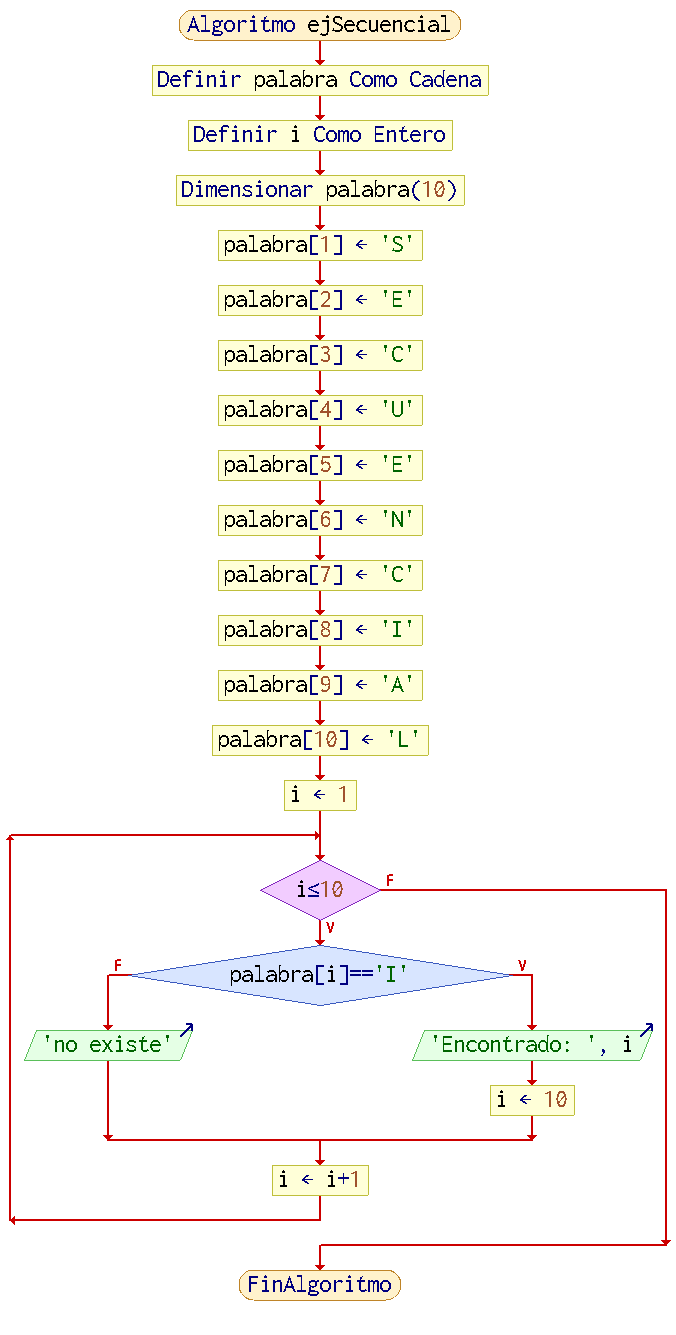 Algoritmo ejSecuencial
Definir palabra Como Cadena
Definir i Como Entero
Dimensionar palabra(10)
palabra[1] ← 'S'
palabra[2] ← 'E'
palabra[3] ← 'C'
palabra[4] ← 'U'
palabra[5] ← 'E'
palabra[6] ← 'N'
palabra[7] ← 'C'
palabra[8] ← 'I'
palabra[9] ← 'A'
palabra[10] ← 'L'
i ← 1
i≤10
F
V
palabra[i]=='I'
F
V
'no existe'
'Encontrado: ', i
i ← 10
i ← i+1
FinAlgoritmo